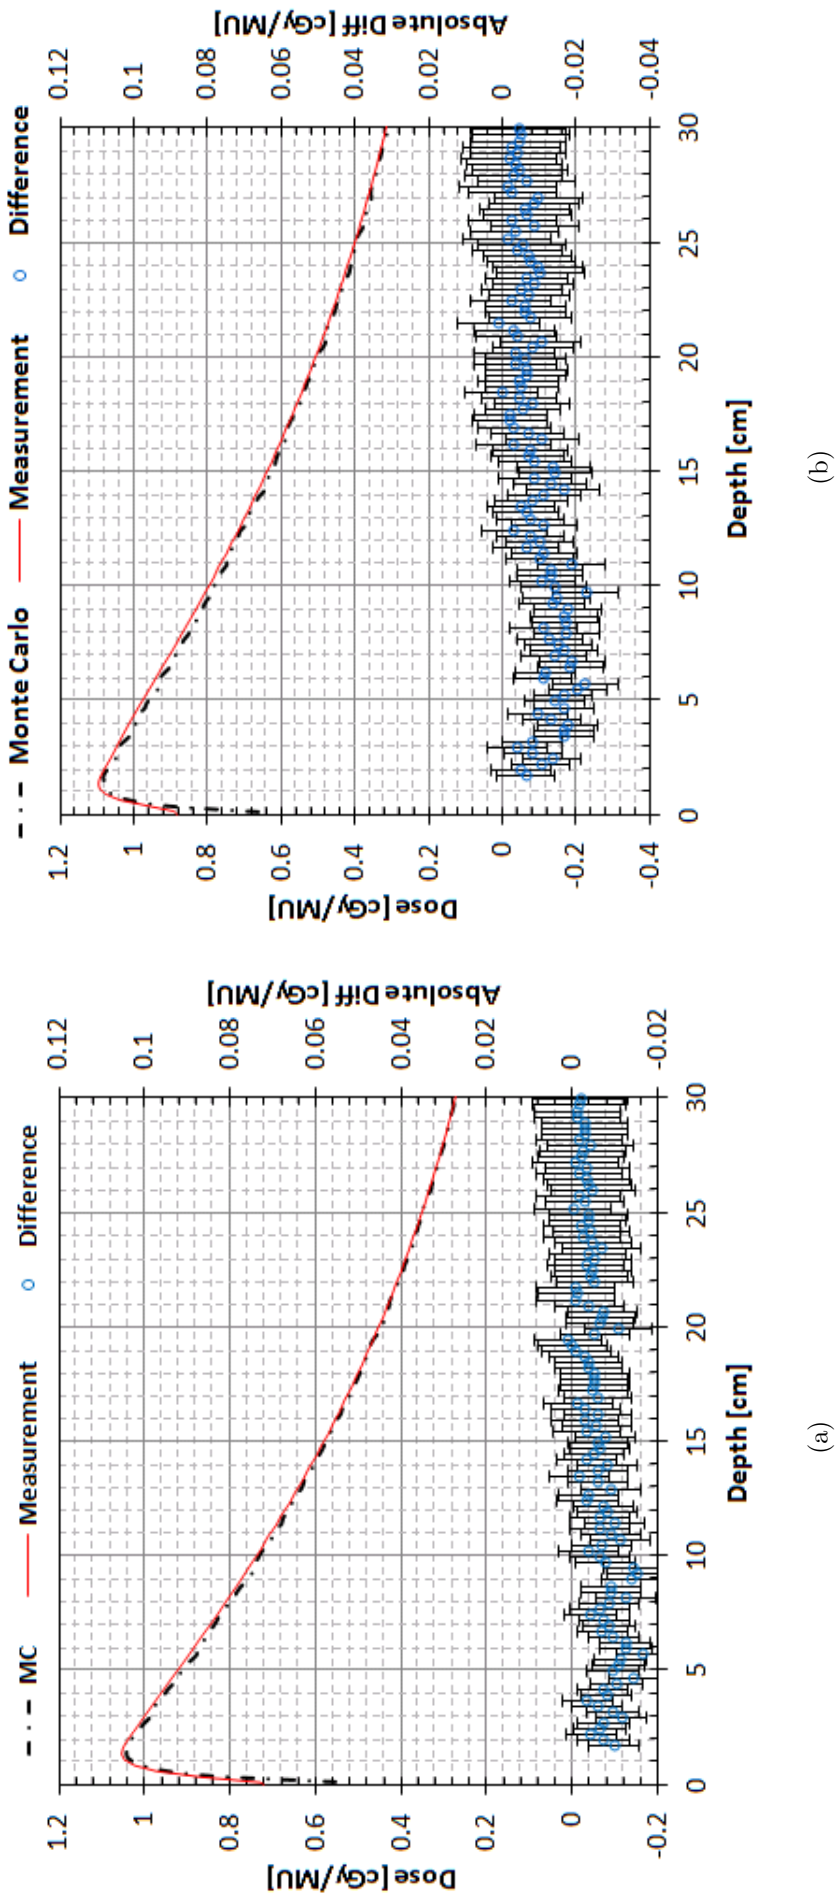 MC Measurement Difference
1.2
1
0.8
0.6
0.4
0.2
0
-0.2
Dose [cGy/MU]
0.12
0.1
0.08
0.06
0.04
0.02
0
-0.02
Absolute Diff [cGy/MU]
0 5 10 15 20 25 30
Depth [cm]
(a)
Monte Carlo Measurement Difference
1.2
1
0.8
0.6
0.4
0.2
0
-0.2
-0.4
Dose [cGy/MU]
0.12
0.1
0.08
0.06
0.04
0.02
0
-0.02
-0.04
Absolute Diff [cGy/MU]
0 5 10 15 20 25 30
Depth [cm]
(b)